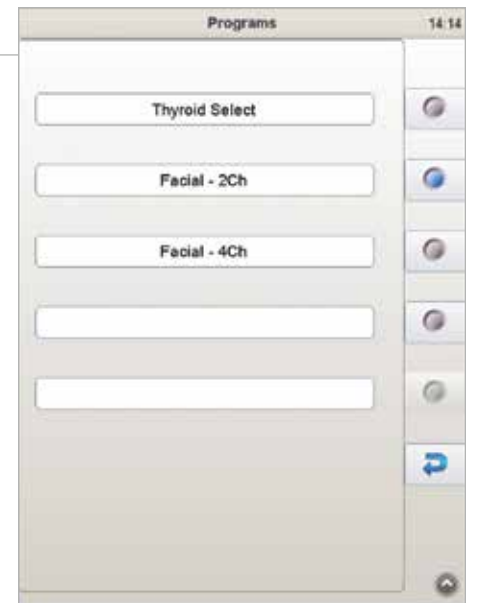 Programs 14:14
Thyroid Select
Facial - 2Ch
Facial - 4Ch